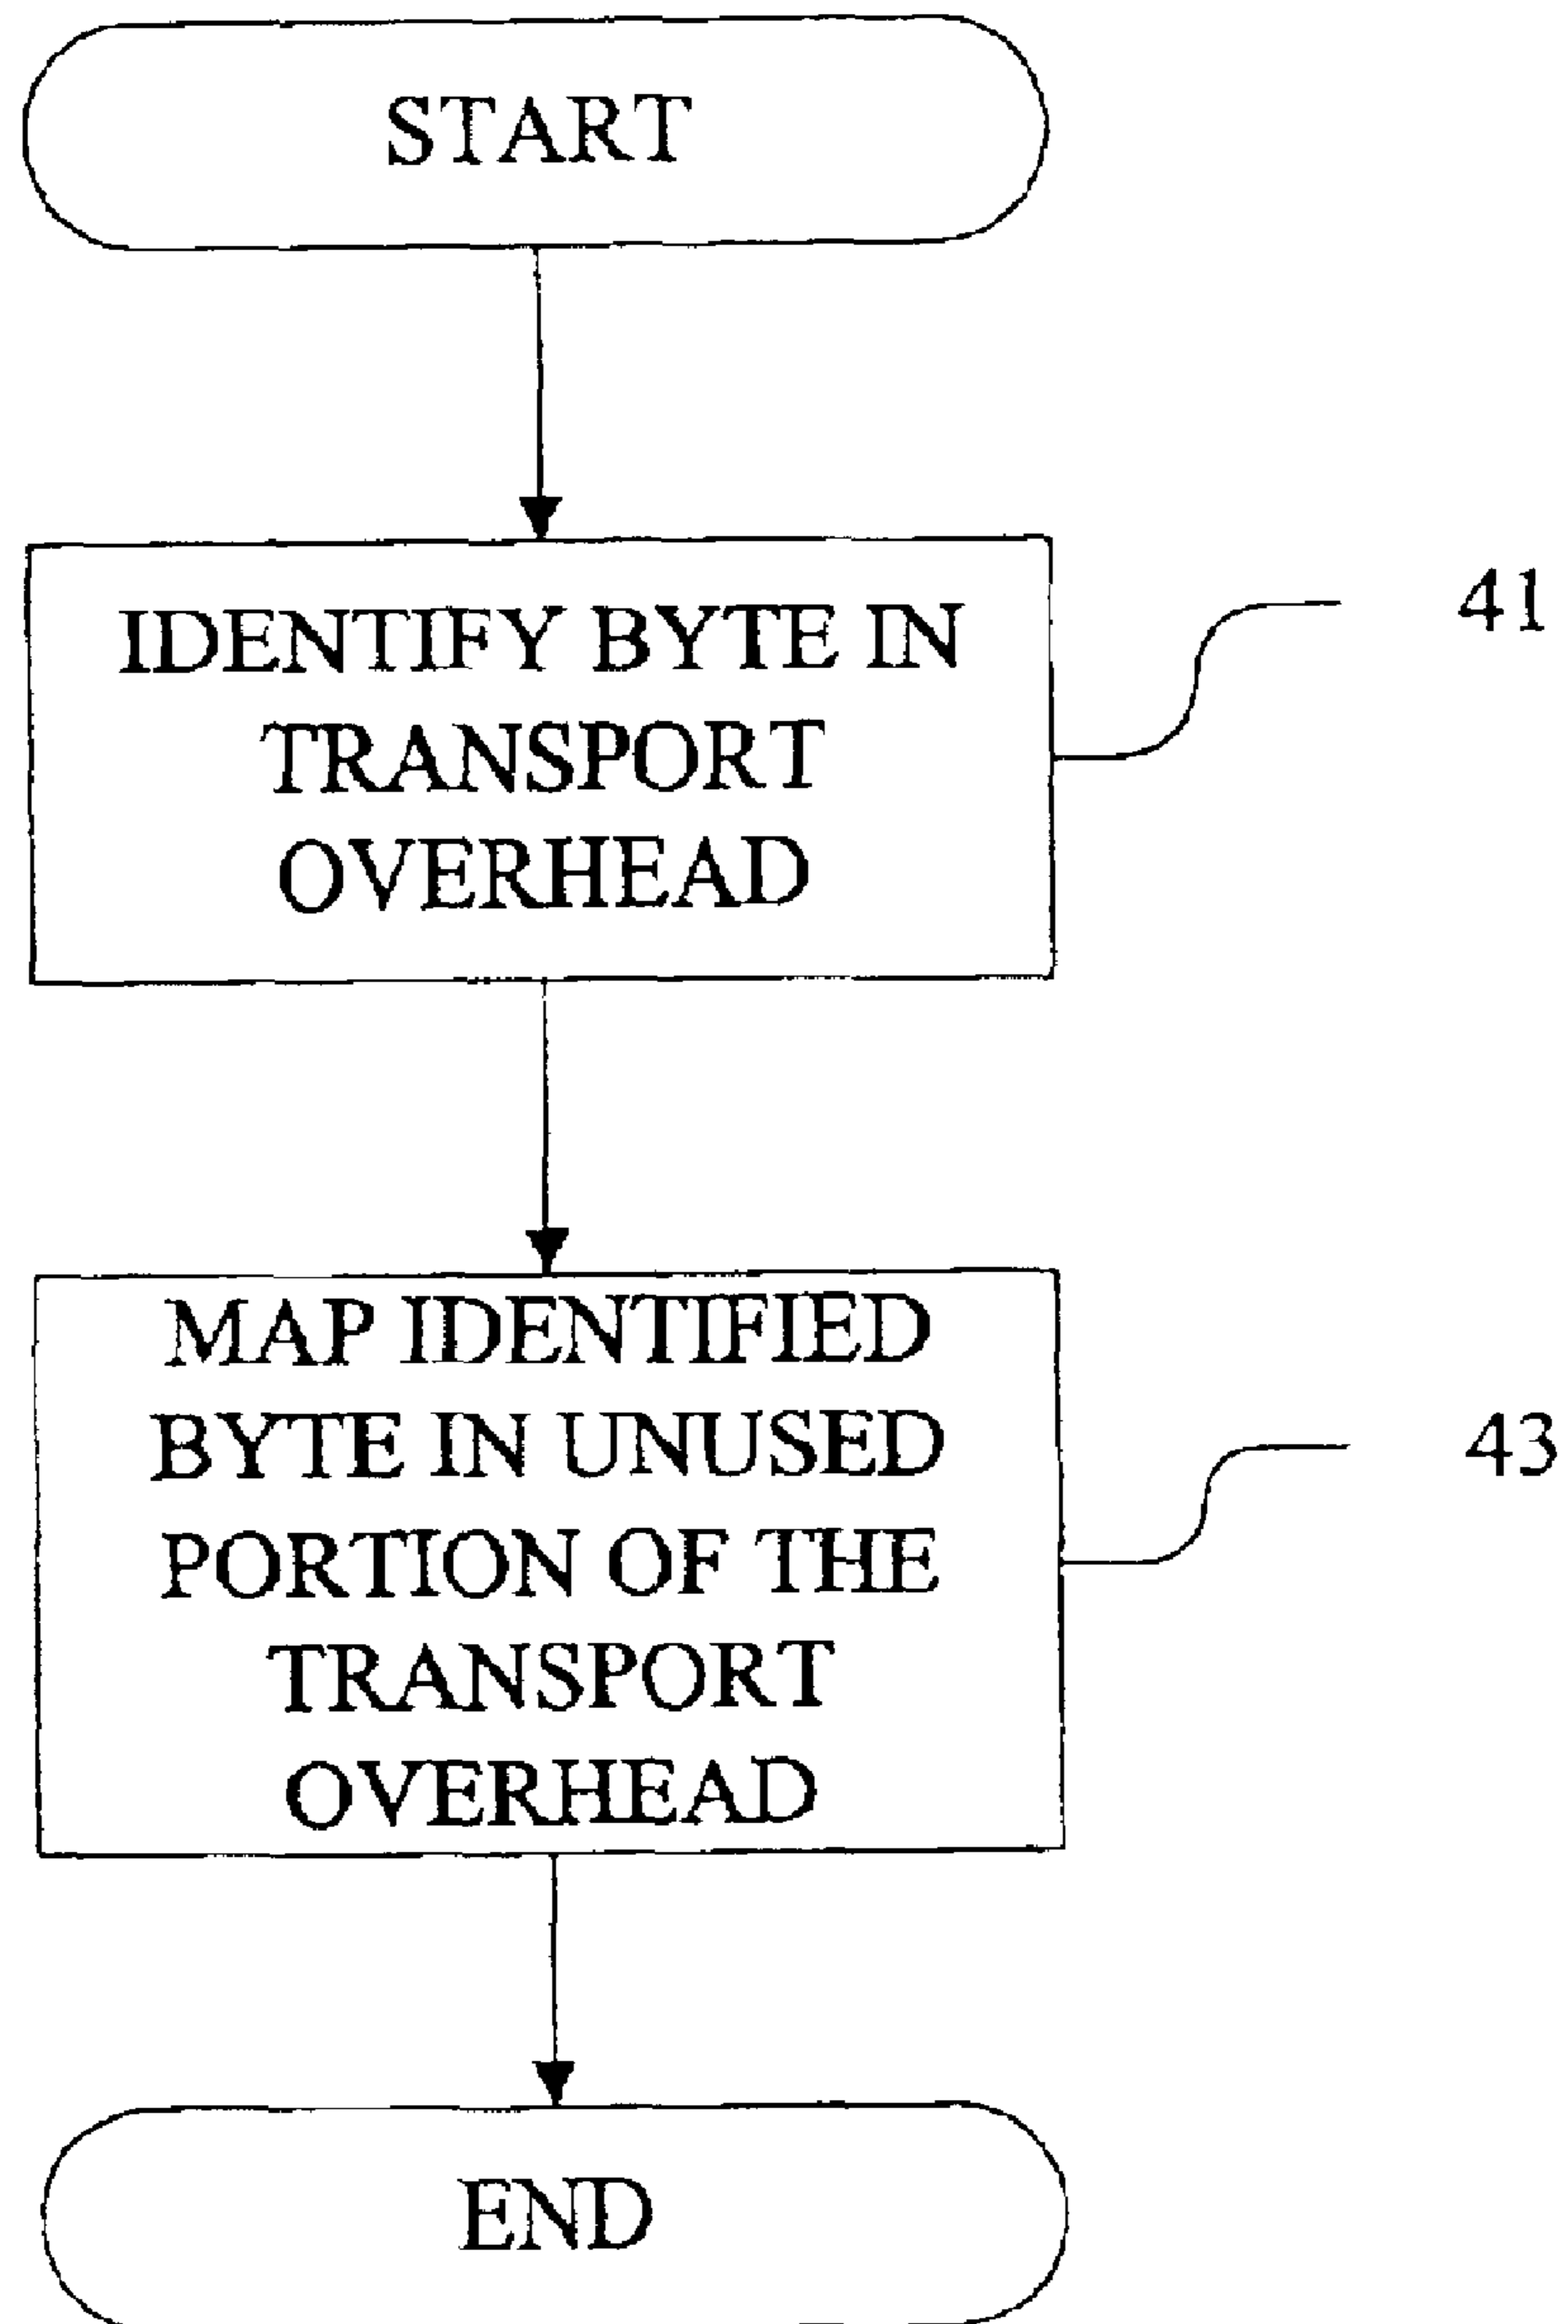 START
IDENTIFY BYTE IN
TRANSPORT
OVERHEAD
41
MAP IDENTIFIED
BYTE IN UNUSED
PORTION OF THE
TRANSPORT
OVERHEAD
43
END